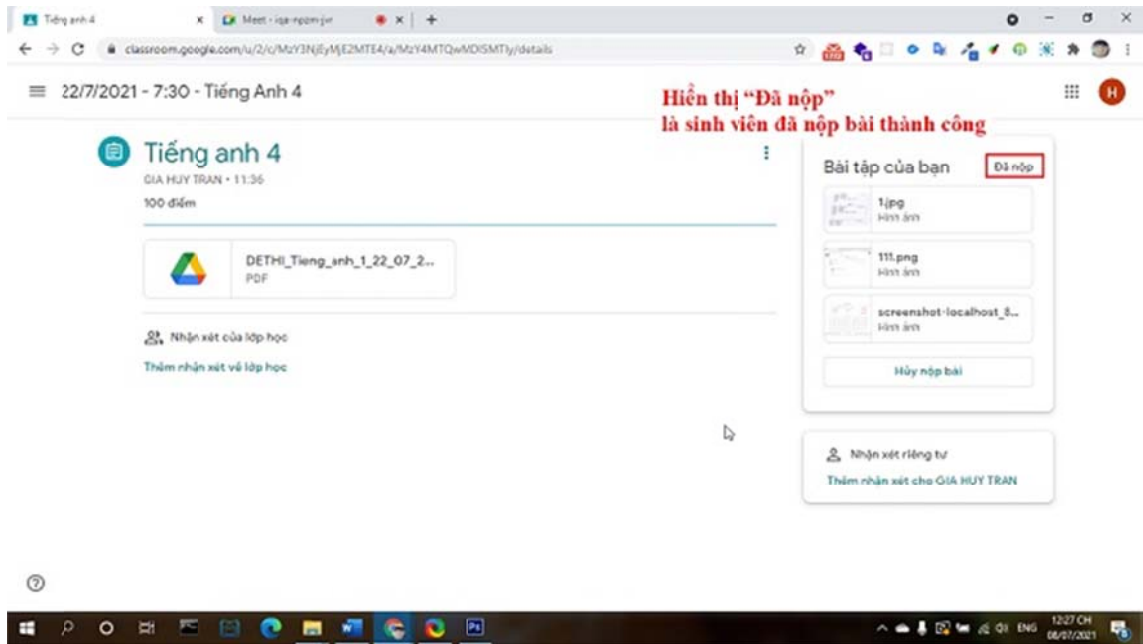 Tiếng anh 4
Meet - iqa-npzm-jvr
classroom.google.com/u/2/c/MzY3NjEyMjE2MTE4/a/MzY4MTQwMDI5MTIy/details
22/7/2021 - 7:30 - Tiếng Anh 4
H
Hiển thị “Đã nộp”
là sinh viên đã nộp bài thành công
Tiếng anh 4
GIA HUY TRAN • 11:36
100 điểm
DETHI_Tieng_anh_1_22_07_2...
PDF
Nhận xét của lớp học
Thêm nhận xét về lớp học
Bài tập của bạn
Đã nộp
1.jpg
Hình ảnh
111.png
Hình ảnh
screenshot-localhost_8...
Hình ảnh
Hủy nộp bài
Nhận xét riêng tư
Thêm nhận xét cho GIA HUY TRAN
Ps
ENG
12:27 CH
08/07/2021